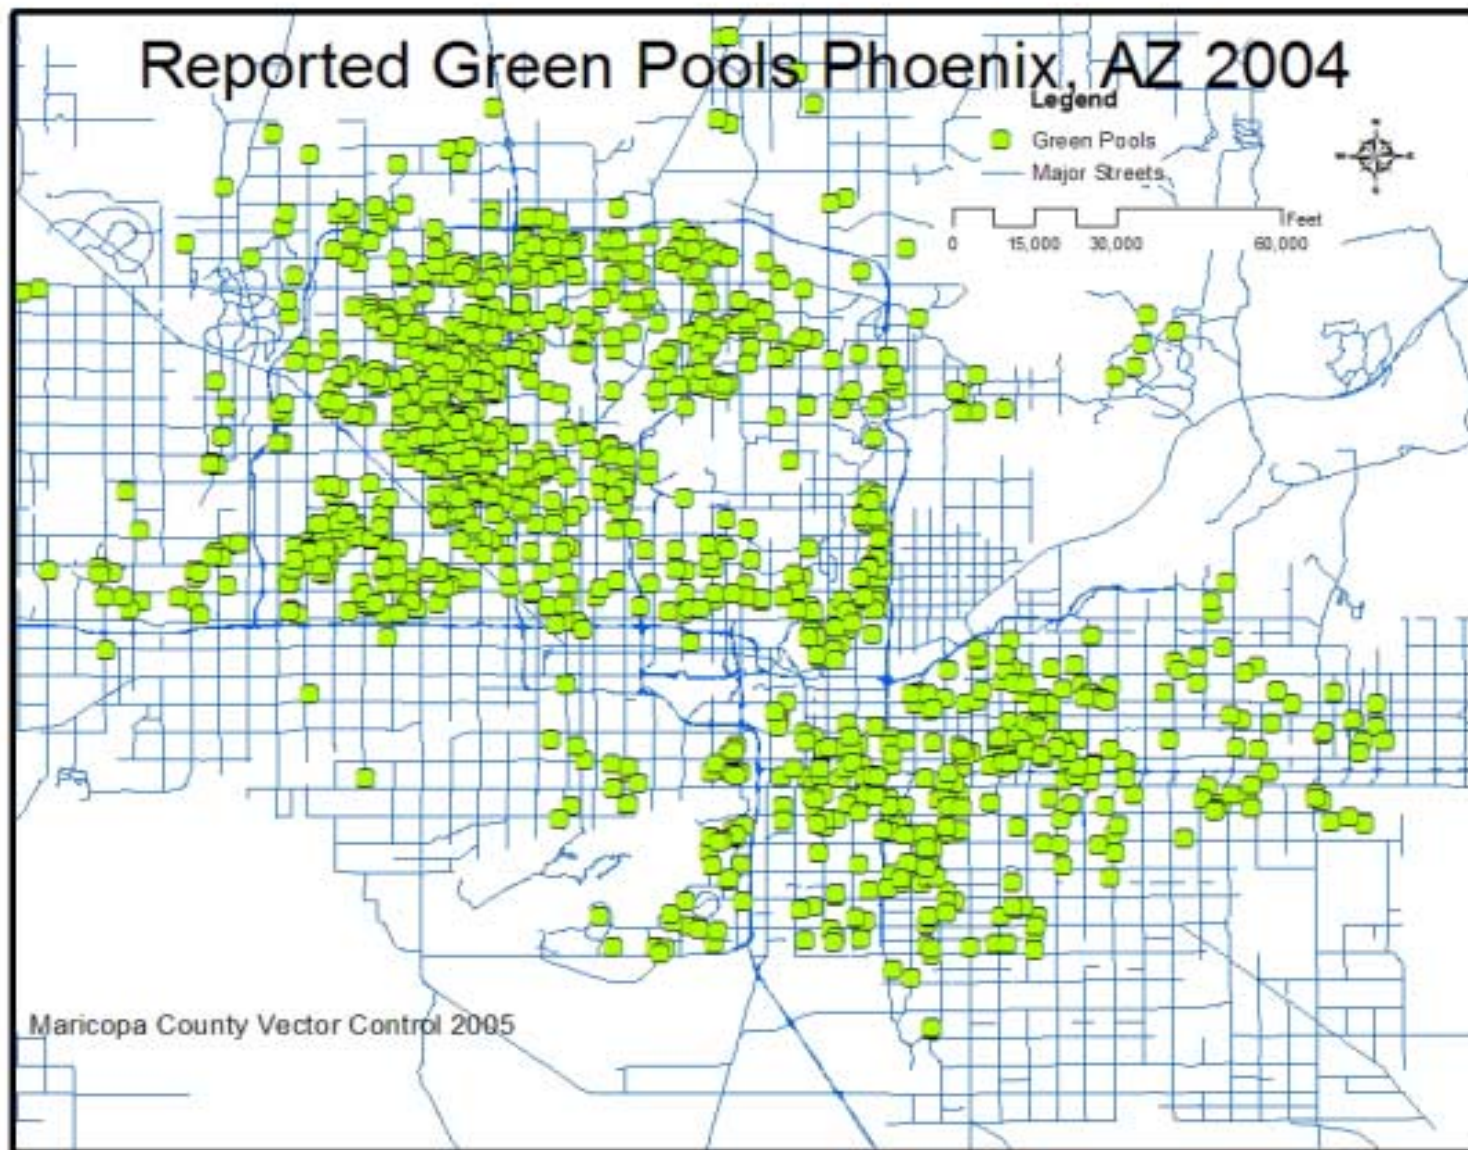 Reported Green Pools Phoenix, AZ 2004
Legend
Green Pools
Major Streets
Feet
0 15,000 30,000 60,000
Maricopa County Vector Control 2005